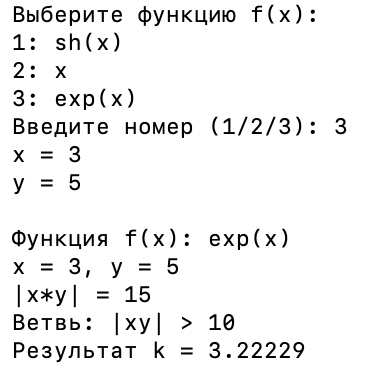 Выберите функцию f(x):
1: sh(x)
2: x
3: exp(x)
Введите номер (1/2/3): 3
x = 3
y = 5
Функция f(x): exp(x)
x = 3, y = 5
|x*y| = 15
Ветвь: |xy| > 10
Результат k = 3.22229